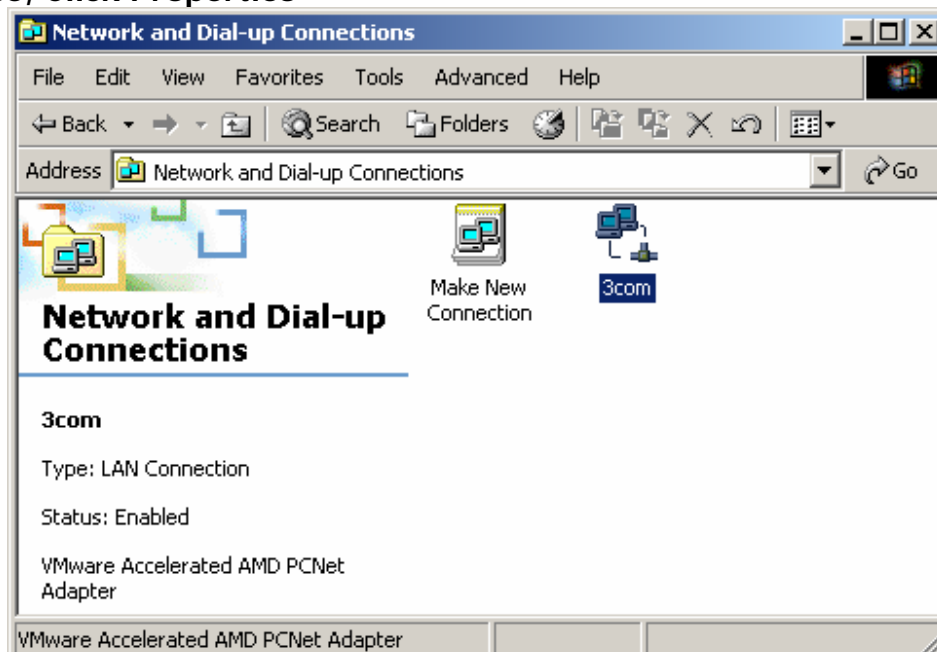 Click Properties
Network and Dial-up Connections
File Edit View Favorites Tools Advanced Help
Back Search Folders
Address Network and Dial-up Connections Go
Make New
Connection
3com
Network and Dial-up
Connections
3com
Type: LAN Connection
Status: Enabled
VMware Accelerated AMD PCNet
Adapter
VMware Accelerated AMD PCNet Adapter